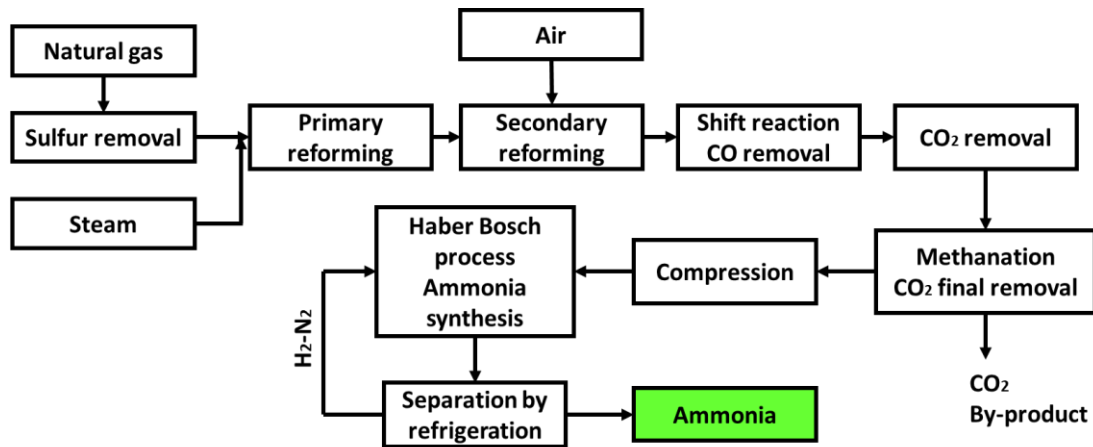 Natural gas
Air
Sulfur removal
Primary
reforming
Secondary
reforming
Shift reaction
CO removal
CO₂ removal
Steam
Haber Bosch
process
Ammonia
synthesis
Compression
Methanation
CO₂ final removal
H₂-N₂
Separation by
refrigeration
Ammonia
CO₂
By-product